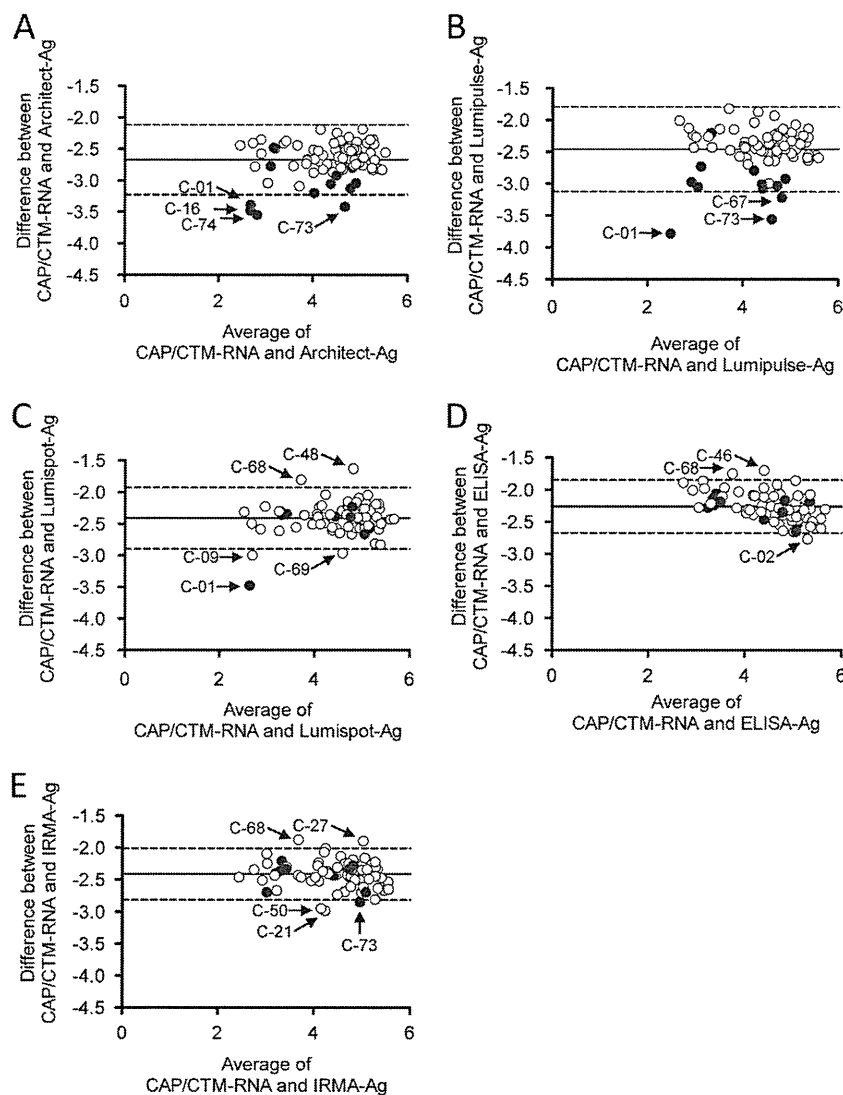 A
Difference between
CAP/CTM-RNA and Architect-Ag
-1.5
-2.0
-2.5
-3.0
-3.5
-4.0
-4.5
C-01
C-16
C-74
C-73
0
2
4
6
Average of
CAP/CTM-RNA and Architect-Ag
B
Difference between
CAP/CTM-RNA and Lumipulse-Ag
-1.5
-2.0
-2.5
-3.0
-3.5
-4.0
-4.5
C-67
C-73
C-01
0
2
4
6
Average of
CAP/CTM-RNA and Lumipulse-Ag
C
Difference between
CAP/CTM-RNA and Lumispot-Ag
-1.5
-2.0
-2.5
-3.0
-3.5
-4.0
-4.5
C-48
C-68
C-09
C-69
C-01
0
2
4
6
Average of
CAP/CTM-RNA and Lumispot-Ag
D
Difference between
CAP/CTM-RNA and ELISA-Ag
-1.5
-2.0
-2.5
-3.0
-3.5
-4.0
-4.5
C-46
C-68
C-02
0
2
4
6
Average of
CAP/CTM-RNA and ELISA-Ag
E
Difference between
CAP/CTM-RNA and IRMA-Ag
-1.5
-2.0
-2.5
-3.0
-3.5
-4.0
-4.5
C-68
C-27
C-50
C-21
C-73
0
2
4
6
Average of
CAP/CTM-RNA and IRMA-Ag